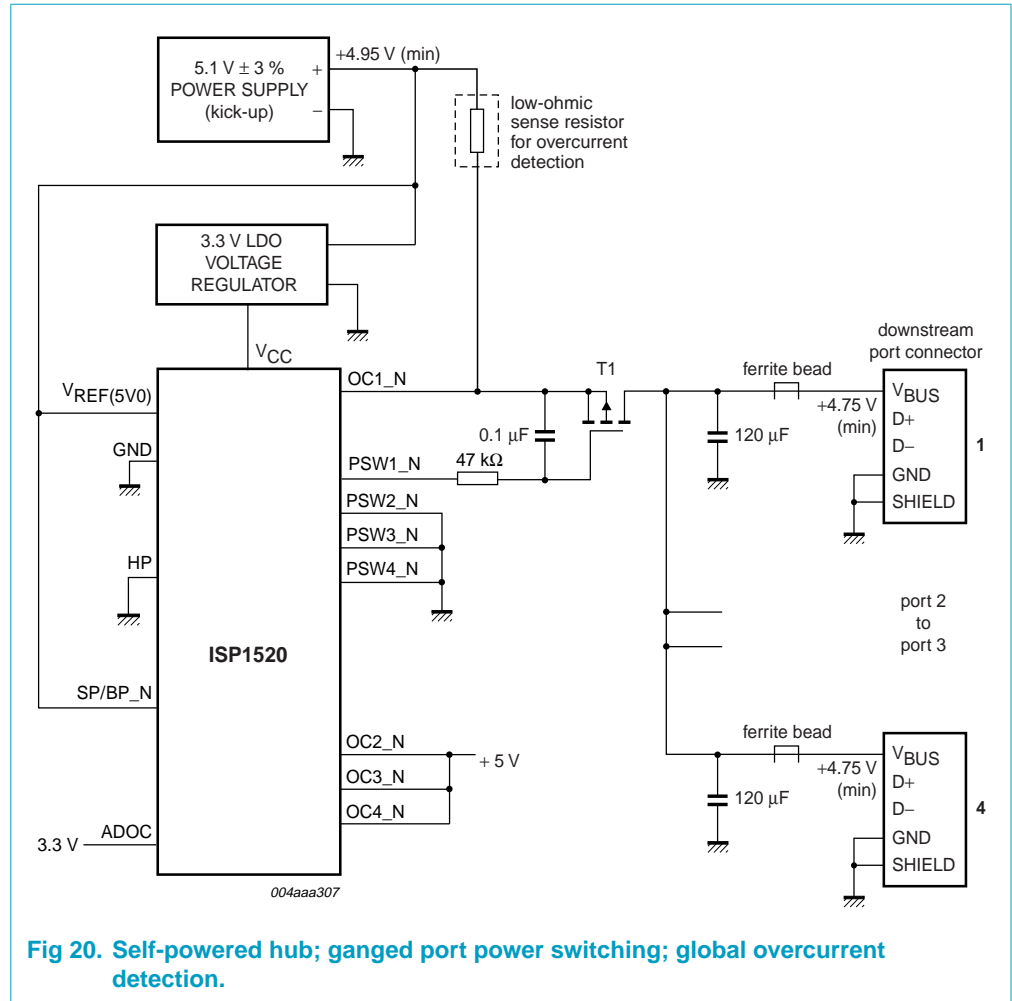 +4.95 V (min)
5.1 V ± 3 %
POWER SUPPLY
(kick-up)
+
−
low-ohmic
sense resistor
for overcurrent
detection
3.3 V LDO
VOLTAGE
REGULATOR
VCC
VREF(5V0)
GND
HP
SP/BP_N
ADOC
3.3 V
ISP1520
OC1_N
PSW1_N
PSW2_N
PSW3_N
PSW4_N
OC2_N
OC3_N
OC4_N
+ 5 V
0.1 μF
47 kΩ
T1
120 μF
ferrite bead
+4.75 V
(min)
downstream
port connector
VBUS
D+
D−
GND
SHIELD
1
port 2
to
port 3
120 μF
ferrite bead
+4.75 V
(min)
VBUS
D+
D−
GND
SHIELD
4
004aaa307
Fig 20. Self-powered hub; ganged port power switching; global overcurrent
detection.